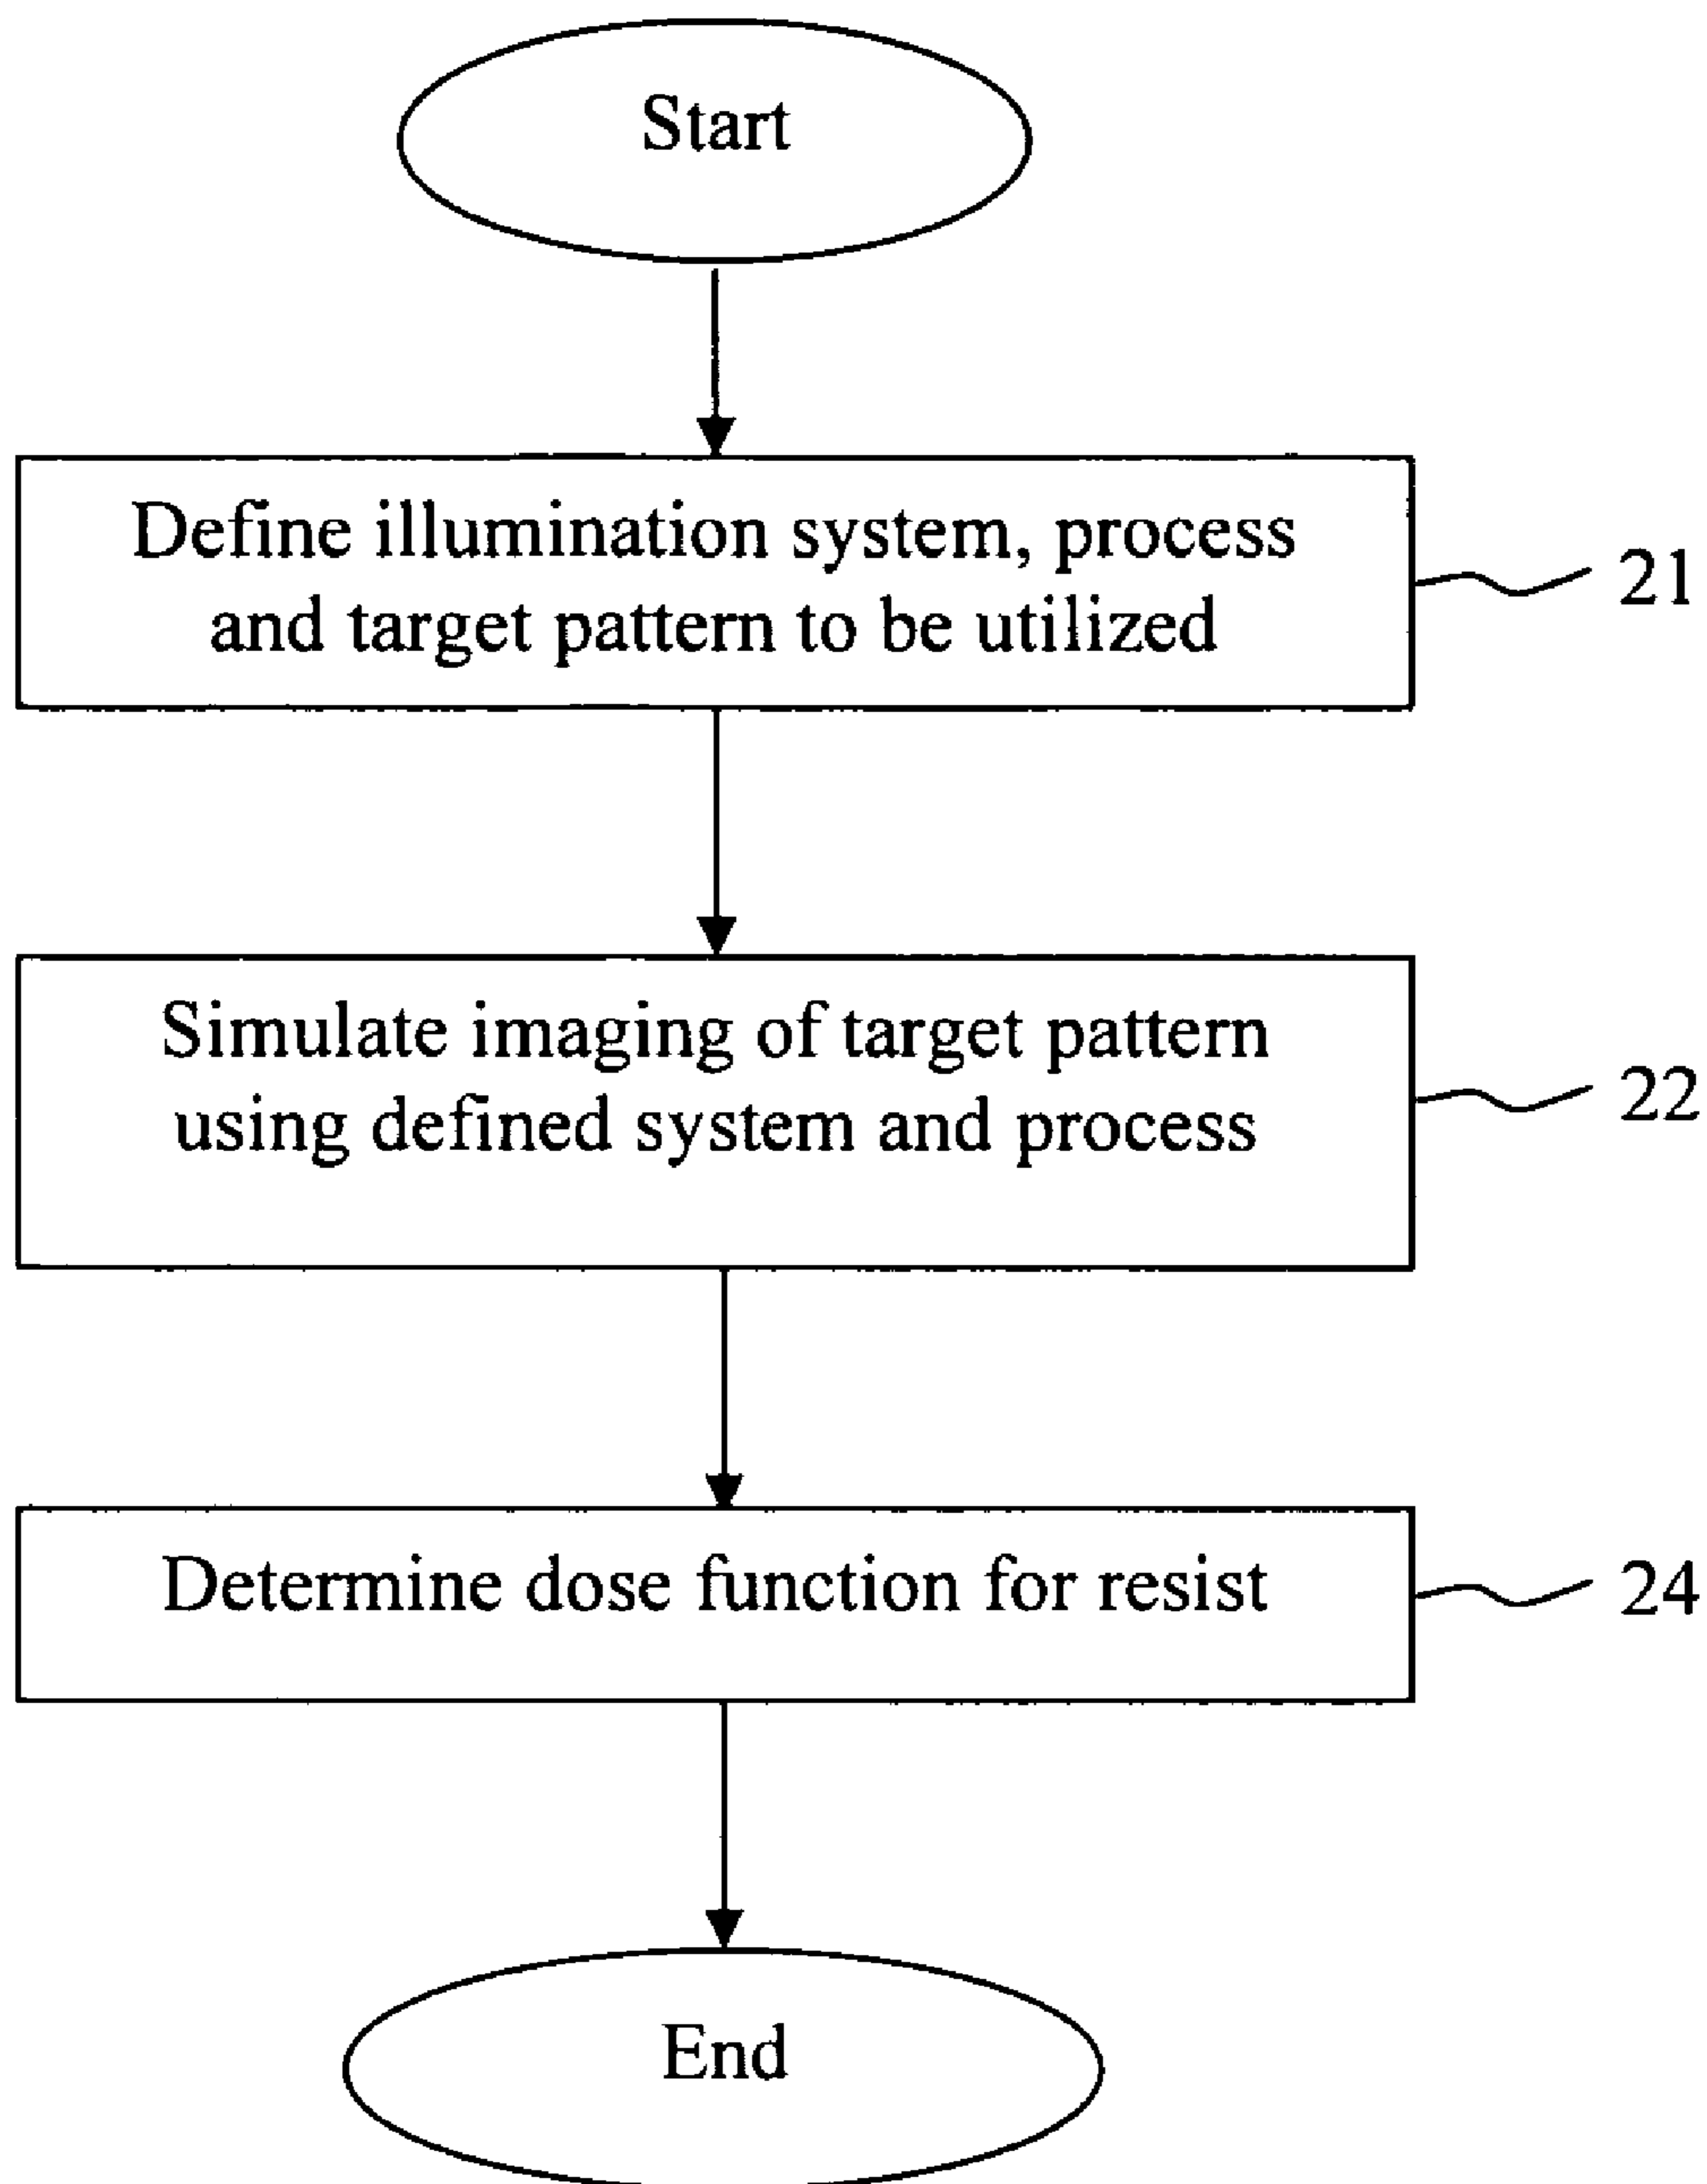 Start
Define illumination system, process
and target pattern to be utilized
21
Simulate imaging of target pattern
using defined system and process
22
Determine dose function for resist
24
End